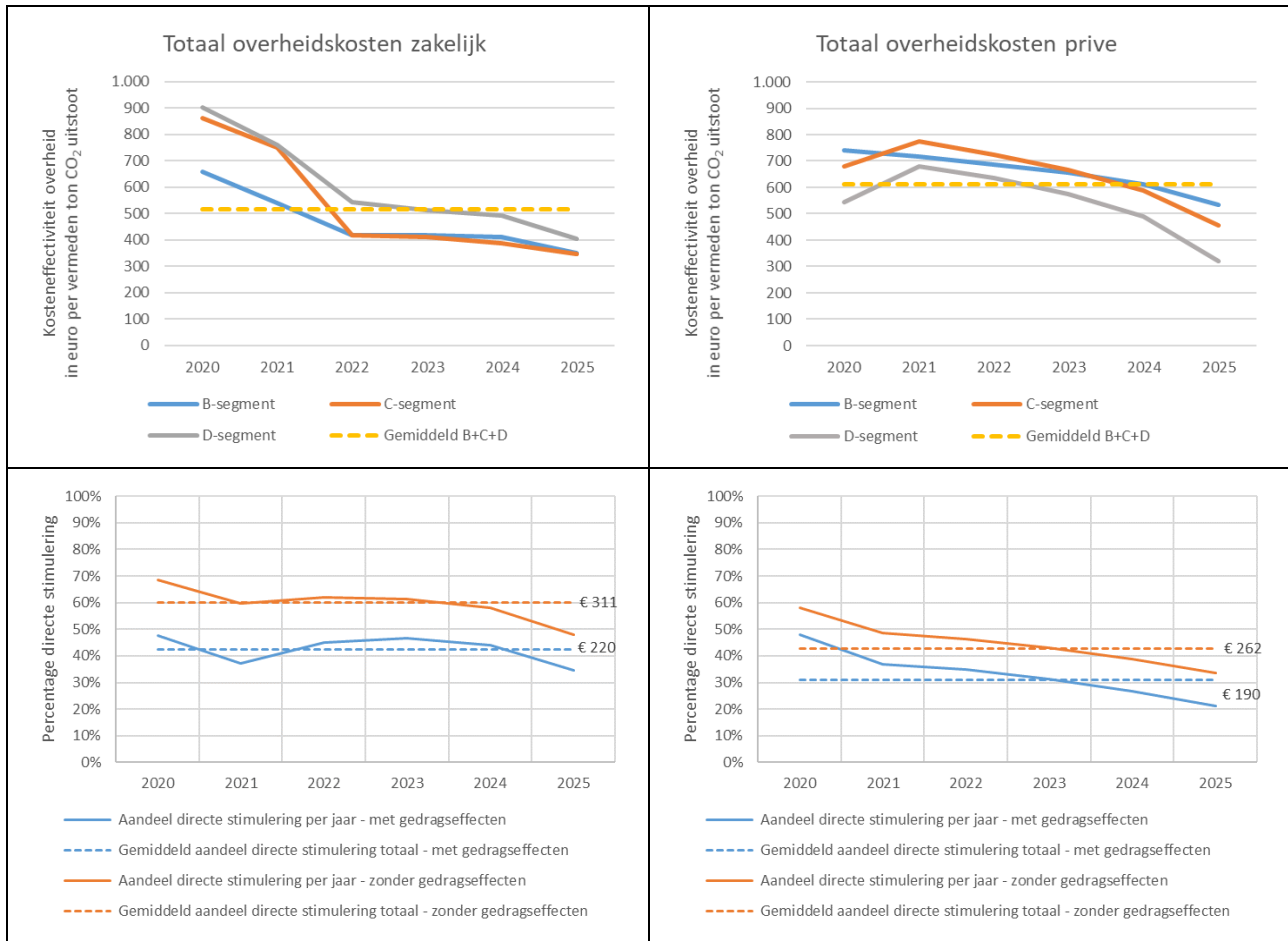 Totaal overheidskosten zakelijk
Kosteneffectiviteit overheid
in euro per vermeden ton CO₂ uitstoot
1.000
900
800
700
600
500
400
300
200
100
0
2020 2021 2022 2023 2024 2025
B-segment C-segment
D-segment Gemiddeld B+C+D
Totaal overheidskosten prive
Kosteneffectiviteit overheid
in euro per vermeden ton CO₂ uitstoot
1.000
900
800
700
600
500
400
300
200
100
0
2020 2021 2022 2023 2024 2025
B-segment C-segment
D-segment Gemiddeld B+C+D
Percentage directe stimulering
100%
90%
80%
70%
60%
50%
40%
30%
20%
10%
0%
€ 311
€ 220
2020 2021 2022 2023 2024 2025
Aandeel directe stimulering per jaar - met gedragseffecten
Gemiddeld aandeel directe stimulering totaal - met gedragseffecten
Aandeel directe stimulering per jaar - zonder gedragseffecten
Gemiddeld aandeel directe stimulering totaal - zonder gedragseffecten
Percentage directe stimulering
100%
90%
80%
70%
60%
50%
40%
30%
20%
10%
0%
€ 262
€ 190
2020 2021 2022 2023 2024 2025
Aandeel directe stimulering per jaar - met gedragseffecten
Gemiddeld aandeel directe stimulering totaal - met gedragseffecten
Aandeel directe stimulering per jaar - zonder gedragseffecten
Gemiddeld aandeel directe stimulering totaal - zonder gedragseffecten